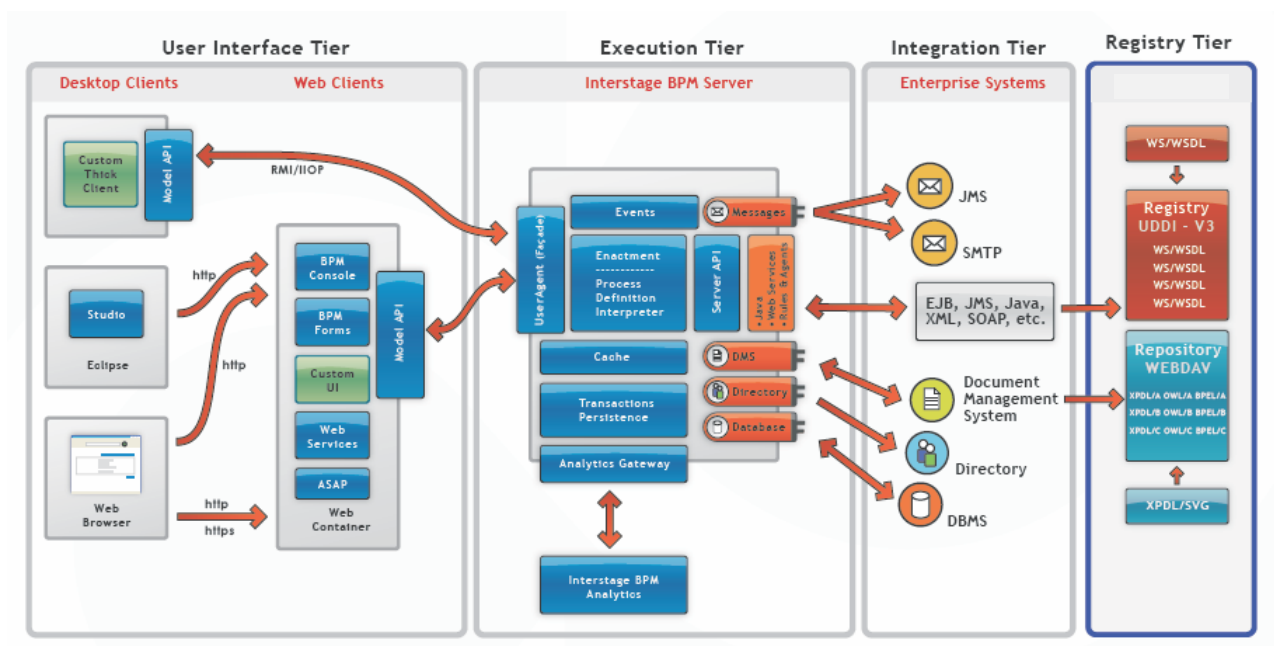 User Interface Tier
Desktop Clients
Web Clients
Custom
Thick
Client
Model API
RMI/IIOP
Studio
Eclipse
http
http
Web
Browser
http
https
BPM
Console
BPM
Forms
Custom
UI
Web
Services
ASAP
Web
Container
Model API
Execution Tier
Interstage BPM Server
UserAgent (Façade)
Events
Messages
Enactment
------------
Process
Definition
Interpreter
Server API
• Java
• Web Services
• Rules & Agents
Cache
DMS
Transactions
Persistence
Directory
Database
Analytics Gateway
Interstage BPM
Analytics
Integration Tier
Enterprise Systems
JMS
SMTP
EJB, JMS, Java,
XML, SOAP, etc.
Document
Management
System
Directory
DBMS
Registry Tier
WS/WSDL
Registry
UDDI - V3
WS/WSDL
WS/WSDL
WS/WSDL
WS/WSDL
Repository
WEBDAV
XPDL/A OWL/A BPEL/A
XPDL/B OWL/B BPEL/B
XPDL/C OWL/C BPEL/C
XPDL/SVG